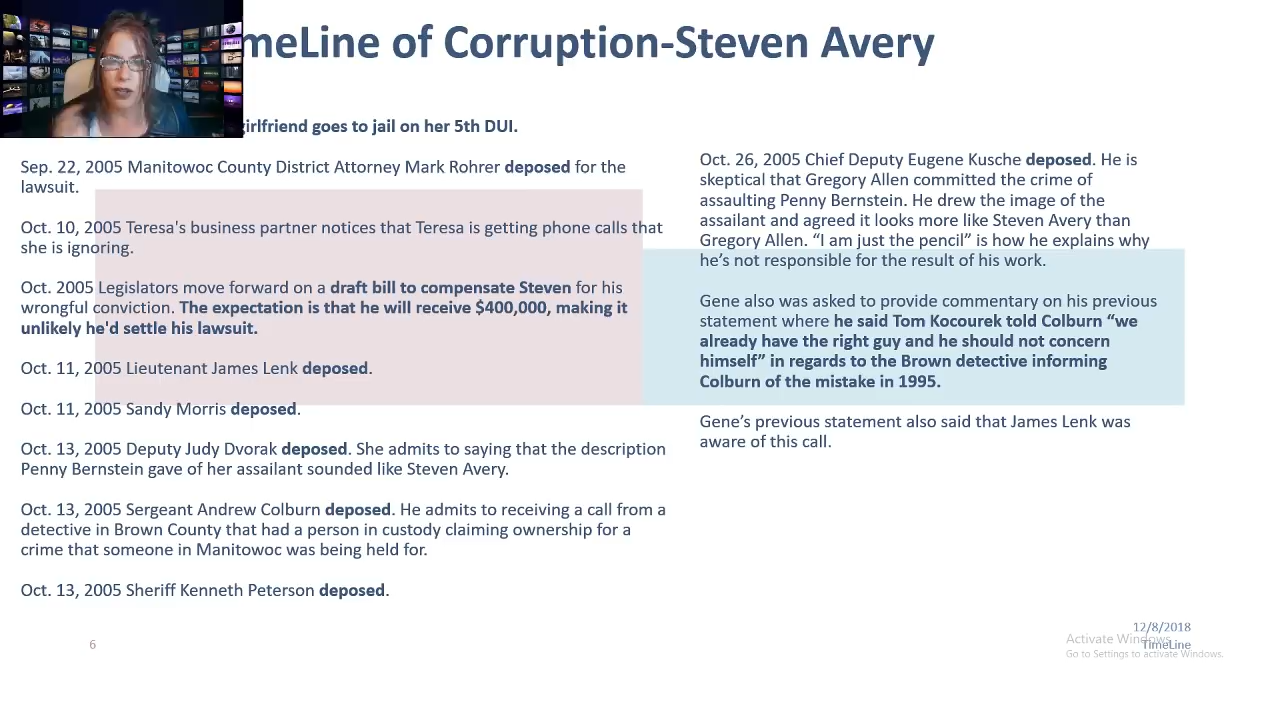 meLine of Corruption-Steven Avery
irlfriend goes to jail on her 5th DUI.
Sep. 22, 2005 Manitowoc County District Attorney Mark Rohrer deposed for the
lawsuit.
Oct. 10, 2005 Teresa's business partner notices that Teresa is getting phone calls that
she is ignoring.
Oct. 2005 Legislators move forward on a draft bill to compensate Steven for his
wrongful conviction. The expectation is that he will receive $400,000, making it
unlikely he'd settle his lawsuit.
Oct. 11, 2005 Lieutenant James Lenk deposed.
Oct. 11, 2005 Sandy Morris deposed.
Oct. 13, 2005 Deputy Judy Dvorak deposed. She admits to saying that the description
Penny Bernstein gave of her assailant sounded like Steven Avery.
Oct. 13, 2005 Sergeant Andrew Colburn deposed. He admits to receiving a call from a
detective in Brown County that had a person in custody claiming ownership for a
crime that someone in Manitowoc was being held for.
Oct. 13, 2005 Sheriff Kenneth Peterson deposed.
Oct. 26, 2005 Chief Deputy Eugene Kusche deposed. He is
skeptical that Gregory Allen committed the crime of
assaulting Penny Bernstein. He drew the image of the
assailant and agreed it looks more like Steven Avery than
Gregory Allen. “I am just the pencil” is how he explains why
he’s not responsible for the result of his work.
Gene also was asked to provide commentary on his previous
statement where he said Tom Kocourek told Colburn “we
already have the right guy and he should not concern
himself” in regards to the Brown detective informing
Colburn of the mistake in 1995.
Gene’s previous statement also said that James Lenk was
aware of this call.
12/8/2018
6
TimeLine
Activate Windows
Go to Settings to activate Windows.